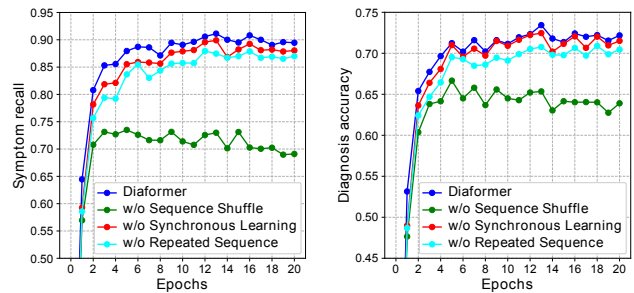 Symptom recall
0.95
0.90
0.85
0.80
0.75
0.70
0.65
0.60
0.55
0.50
Diaformer
w/o Sequence Shuffle
w/o Synchronous Learning
w/o Repeated Sequence
0 2 4 6 8 10 12 14 16 18 20
Epochs
Diagnosis accuracy
0.75
0.70
0.65
0.60
0.55
0.50
0.45
Diaformer
w/o Sequence Shuffle
w/o Synchronous Learning
w/o Repeated Sequence
0 2 4 6 8 10 12 14 16 18 20
Epochs